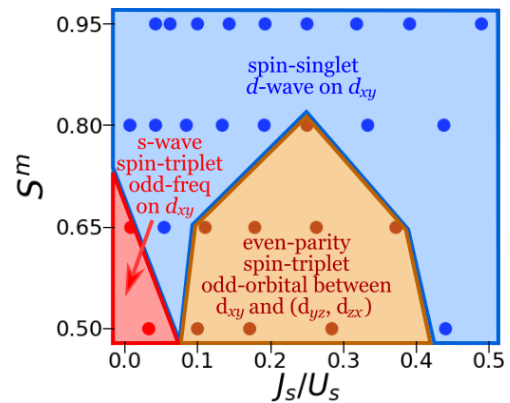 0.95
0.80
0.65
0.50
S^m
spin-singlet
d-wave on d_xy
s-wave
spin-triplet
odd-freq
on d_xy
even-parity
spin-triplet
odd-orbital between
d_xy and (d_yz, d_zx)
0.0 0.1 0.2 0.3 0.4 0.5
J_s/U_s